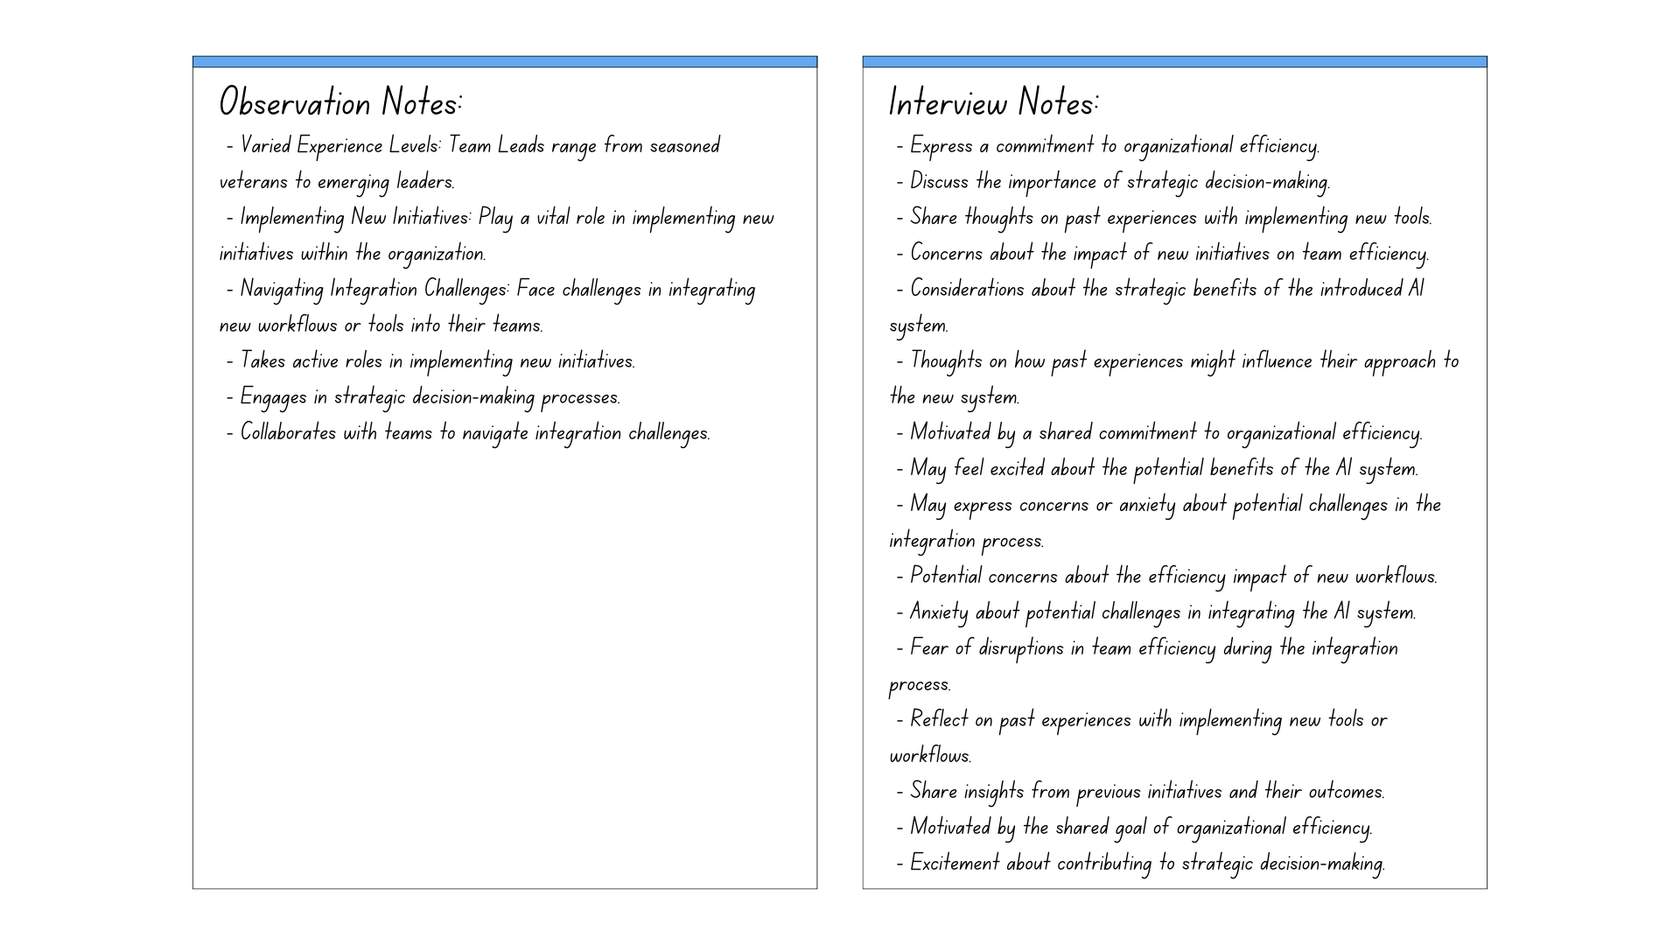 Observation Notes:
- Varied Experience Levels: Team Leads range from seasoned
veterans to emerging leaders.
- Implementing New Initiatives: Play a vital role in implementing new
initiatives within the organization.
- Navigating Integration Challenges: Face challenges in integrating
new workflows or tools into their teams.
- Takes active roles in implementing new initiatives.
- Engages in strategic decision-making processes.
- Collaborates with teams to navigate integration challenges.
Interview Notes:
- Express a commitment to organizational efficiency.
- Discuss the importance of strategic decision-making.
- Share thoughts on past experiences with implementing new tools.
- Concerns about the impact of new initiatives on team efficiency.
- Considerations about the strategic benefits of the introduced AI
system.
- Thoughts on how past experiences might influence their approach to
the new system.
- Motivated by a shared commitment to organizational efficiency.
- May feel excited about the potential benefits of the AI system.
- May express concerns or anxiety about potential challenges in the
integration process.
- Potential concerns about the efficiency impact of new workflows.
- Anxiety about potential challenges in integrating the AI system.
- Fear of disruptions in team efficiency during the integration
process.
- Reflect on past experiences with implementing new tools or
workflows.
- Share insights from previous initiatives and their outcomes.
- Motivated by the shared goal of organizational efficiency.
- Excitement about contributing to strategic decision-making.